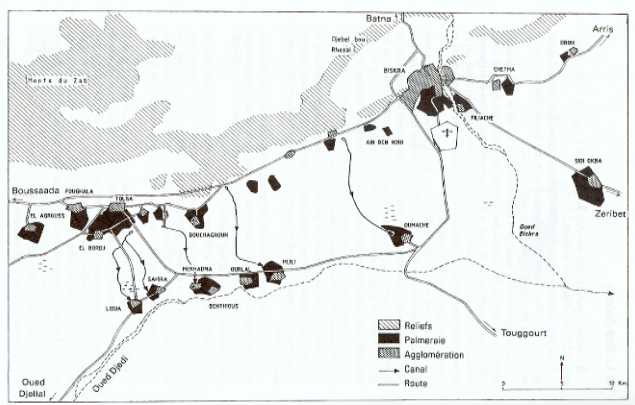 Batna
Arris
Djebel bou
Rhezal
DROH
BISKRA
CHETMA
Monts du Zab
FILIACHE
AIN BEN NOUI
SIDI OKBA
Boussaada
FOUGHALA
TOLGA
Zeribet
EL AGROUSS
BOUCHAGROUN
OUMACHE
Oued
Biskra
EL BORDJ
SAHIRA
MEKHADMA
OURLAL
MLILI
LIOUA
BENTHIOUS
Reliefs
Palmeraie
Agglomération
Canal
Route
Touggourt
N
Oued
Djellal
Oued Djedi
0 5 10 Km